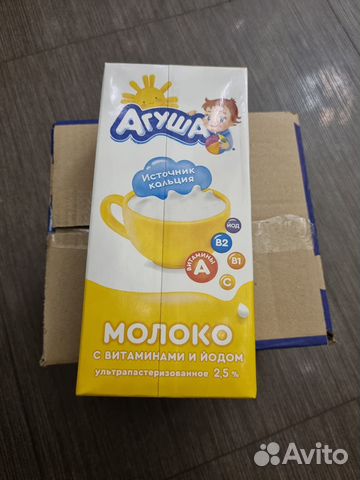 Агуша
Источник
кальция
йод
B2
B1
ВИТАМИНЫ
A
C
МОЛОКО
С ВИТАМИНАМИ И ЙОДОМ
ультрапастеризованное 2,5 %
Avito